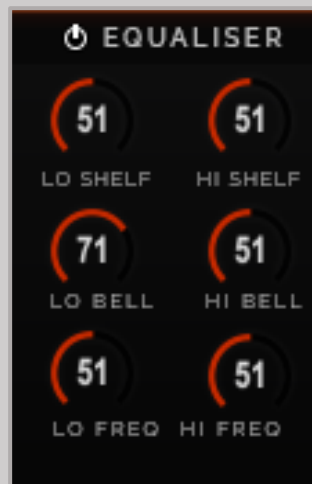 EQUALISER
51 51
LO SHELF HI SHELF
71 51
LO BELL HI BELL
51 51
LO FREQ HI FREQ